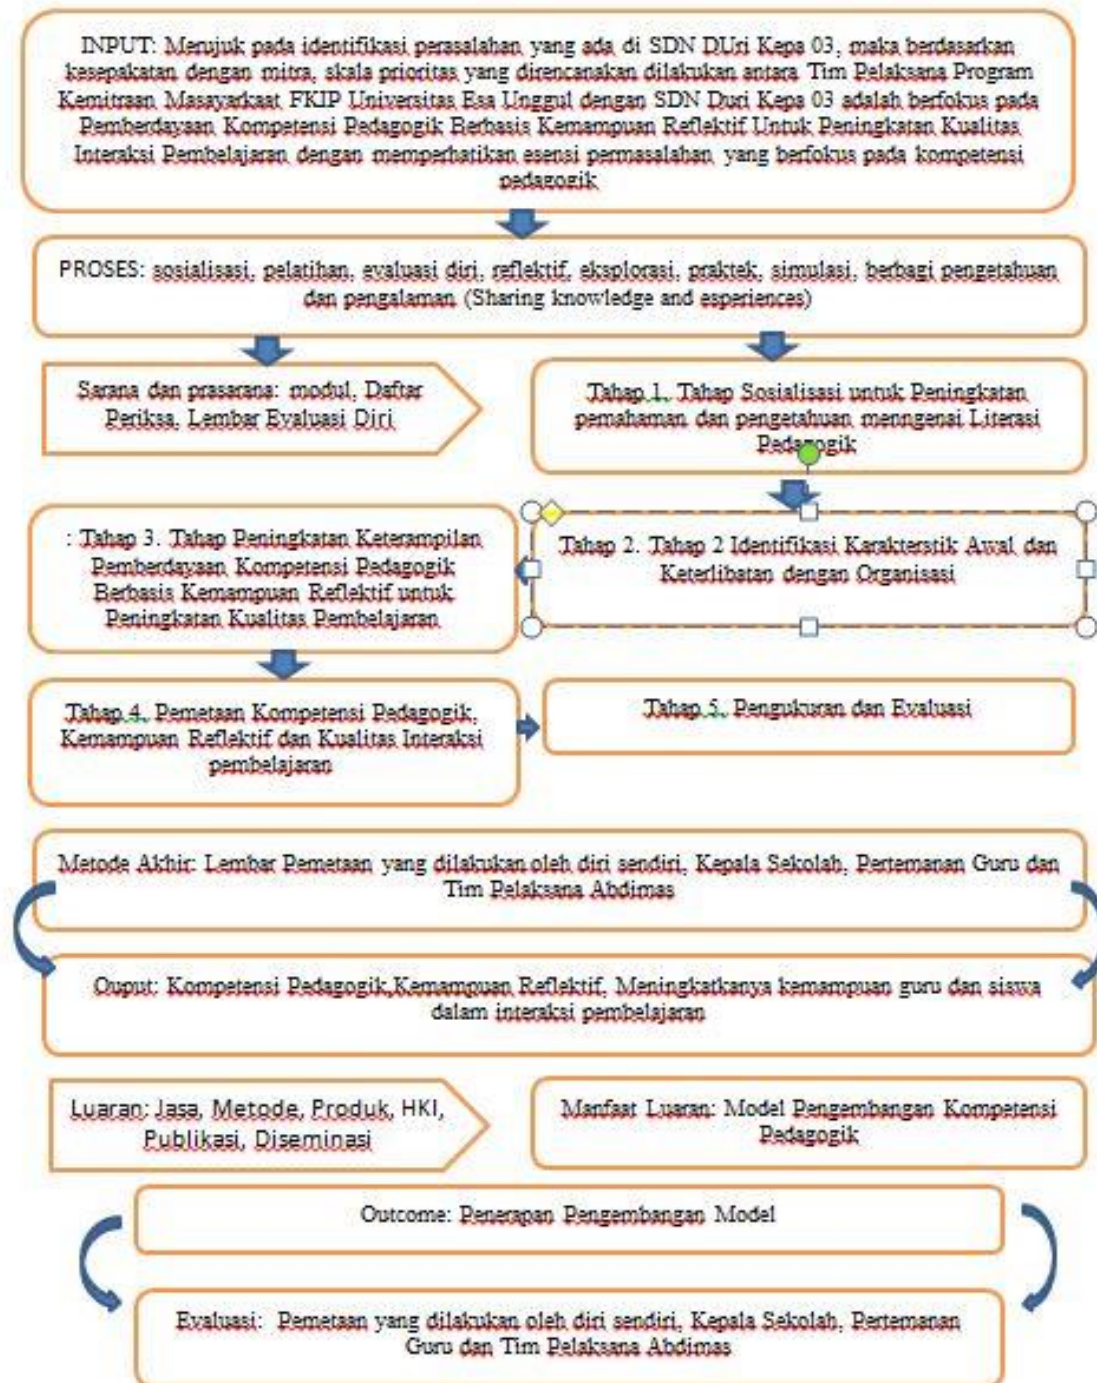 INPUT: Merujuk pada identifikasi perasalahan yang ada di SDN DUri Kepa 03, maka berdasarkan
kesepakatan dengan mitra, skala prioritas yang direncanakan dilakukan antara Tim Pelaksana Program
Kemitraan Masayarkaat FKIP Universitas Esa Unggul dengan SDN Duri Kepa 03 adalah berfokus pada
Pemberdayaan Kompetensi Pedagogik Berbasis Kemampuan Reflektif Untuk Peningkatan Kualitas
Interaksi Pembelajaran dengan memperhatikan esensi permasalahan yang berfokus pada kompetensi
pedagogik
PROSES: sosialisasi, pelatihan, evaluasi diri, reflektif, eksplorasi, praktek, simulasi, berbagi pengetahuan
dan pengalaman (Sharing knowledge and esperiences)
Sarana dan prasarana: modul, Daftar
Periksa, Lembar Evaluasi Diri
Tahap 1. Tahap Sosialisasi untuk Peningkatan
pemahaman dan pengetahuan menngenai Literasi
Pedagogik
: Tahap 3. Tahap Peningkatan Keterampilan
Pemberdayaan Kompetensi Pedagogik
Berbasis Kemampuan Reflektif untuk
Peningkatan Kualitas Pembelajaran
Tahap 2. Tahap 2 Identifikasi Karakterstik Awal dan
Keterlibatan dengan Organisasi
Tahap 4. Pemetaan Kompetensi Pedagogik,
Kemampuan Reflektif dan Kualitas Interaksi
pembelajaran
Tahap 5. Pengukuran dan Evaluasi
Metode Akhir: Lembar Pemetaan yang dilakukan oleh diri sendiri, Kepala Sekolah, Pertemanan Guru dan
Tim Pelaksana Abdimas
Ouput: Kompetensi Pedagogik,Kemampuan Reflektif, Meningkatkanya kemampuan guru dan siswa
dalam interaksi pembelajaran
Luaran: Jasa, Metode, Produk, HKI,
Publikasi, Diseminasi
Manfaat Luaran: Model Pengembangan Kompetensi
Pedagogik
Outcome: Penerapan Pengembangan Model
Evaluasi: Pemetaan yang dilakukan oleh diri sendiri, Kepala Sekolah, Pertemanan
Guru dan Tim Pelaksana Abdimas